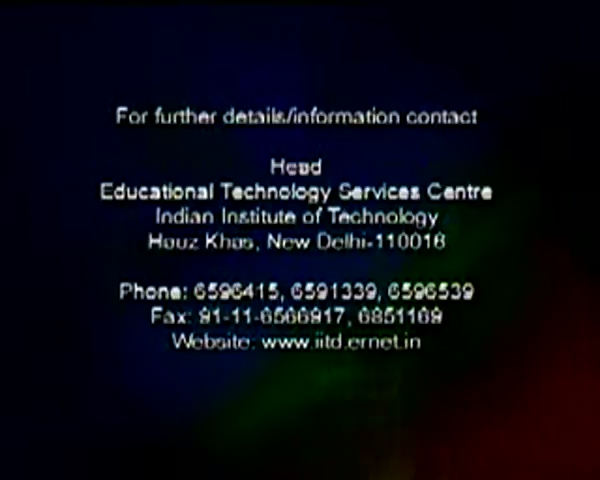 For further details/information contact
Head
Educational Technology Services Centre
Indian Institute of Technology
Hauz Khas, New Delhi-110016
Phone: 6596415, 6591339, 6596539
Fax: 91-11-6566917, 6851169
Website: www.iitd.ernet.in